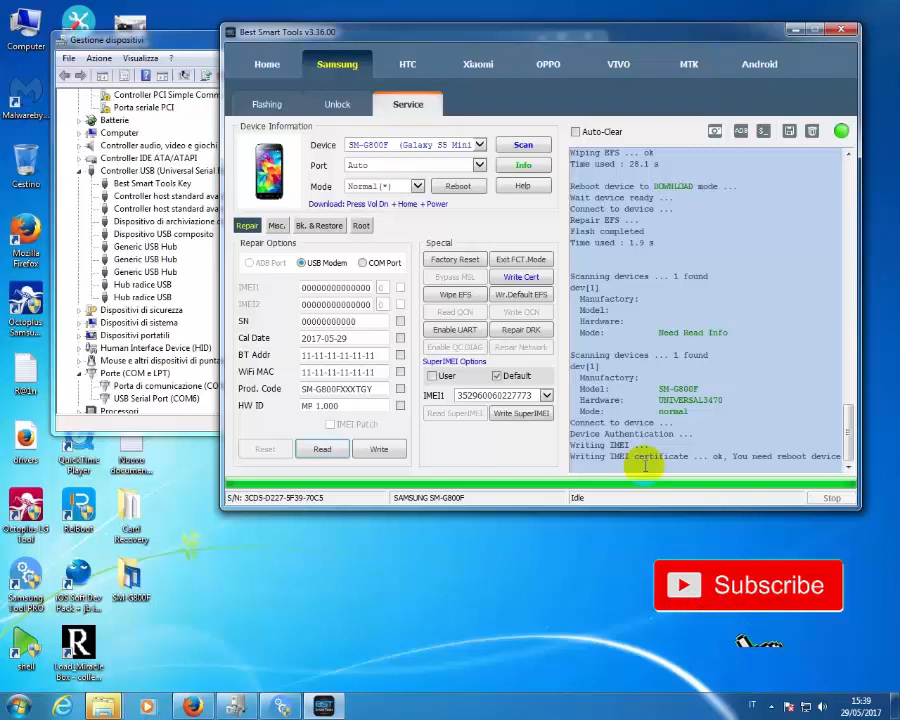 Computer
Malwareby...
Cestino
Mozilla
Firefox
Octoplus
Samsu...
R@1n
drivers
QuickTime
Player
Nuovo
documen...
Octoplus LG
Tool
ReiBoot
Card
Recovery
Samsung
Tool PRO
iOS Soft Dev
Pack + jb i...
SM G800F
shell
Load_Miracle
Box - colle...
Gestione dispositivi
File Azione Visualizza ?
Controller PCI Simple Comm
Porta seriale PCI
Batterie
Computer
Controller audio, video e giochi
Controller IDE ATA/ATAPI
Controller USB (Universal Serial B
Best Smart Tools Key
Controller host standard ava
Controller host standard ava
Dispositivo di archiviazione c
Dispositivo USB composito
Generic USB Hub
Generic USB Hub
Generic USB Hub
Hub radice USB
Hub radice USB
Dispositivi di sicurezza
Dispositivi di sistema
Dispositivi portatili
Human Interface Device (HID)
Mouse e altri dispositivi di punta
Porte (COM e LPT)
Porta di comunicazione (CO
USB Serial Port (COM6)
Processori
Best Smart Tools v3.36.00
Home Samsung HTC Xiaomi OPPO VIVO MTK Android
Flashing Unlock Service
Device Information
Device SM-G800F (Galaxy S5 Mini Scan
Port Auto Info
Mode Normal(*) Reboot Help
Download: Press Vol Dn + Home + Power
Repair Misc. Bk. & Restore Root
Repair Options
ADB Port USB Modem COM Port
IMEI1 00000000000000 0
IMEI2 00000000000000 0
SN 00000000000
Cal Date 2017-05-29
BT Addr 11-11-11-11-11-11
WiFi MAC 11-11-11-11-11-11
Prod. Code SM-G800FXXXTGY
HW ID MP 1.000
IMEI Patch
Reset Read Write
Special
Factory Reset Exit FCT.Mode
Bypass MSL Write Cert
Wipe EFS Wr.Default EFS
Read QCN Write QCN
Enable UART Repair DRK
Enable QC DIAG Repair Network
SuperIMEI Options
User Default
IMEI1 352960060227773
Read SuperIMEI Write SuperIMEI
Auto-Clear
ADB
Wiping EFS ... ok
Time used : 28.1 s
Reboot device to DOWNLOAD mode ...
Wait device ready ...
Connect to device ...
Repair EFS ...
Flash completed
Time used : 1.9 s
Scanning devices ... 1 found
dev[1]
Manufactory:
Model:
Hardware:
Mode: Need Read Info
Scanning devices ... 1 found
dev[1]
Manufactory:
Model: SM-G800F
Hardware: UNIVERSAL3470
Mode: normal
Connect to device ...
Device Authentication ...
Writing IMEI ...
Writing IMEI certificate ... ok, You need reboot device
S/N: 3CD5-D227-5F39-70C5 SAMSUNG SM-G800F Idle Stop
Subscribe
BEST
IT
15:39
29/05/2017